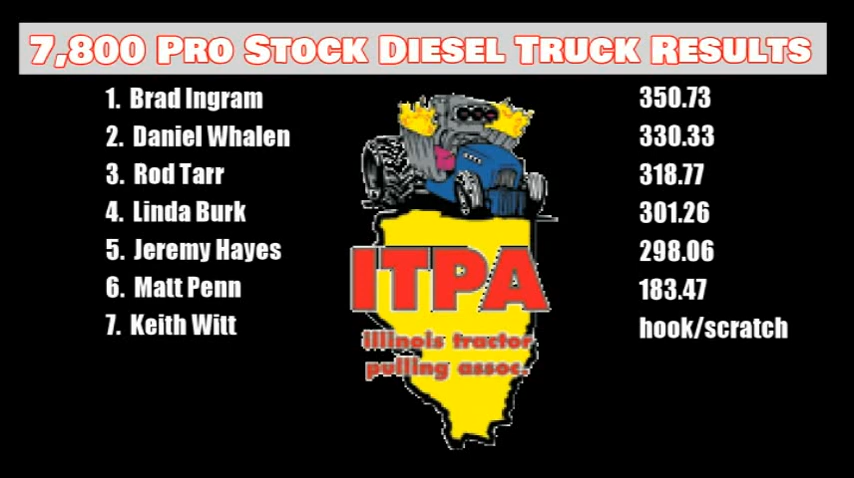 7,800 Pro Stock Diesel Truck Results
1. Brad Ingram 350.73
2. Daniel Whalen 330.33
3. Rod Tarr 318.77
4. Linda Burk 301.26
5. Jeremy Hayes 298.06
6. Matt Penn 183.47
7. Keith Witt hook/scratch
ITPA
illinois tractor
pulling assoc.